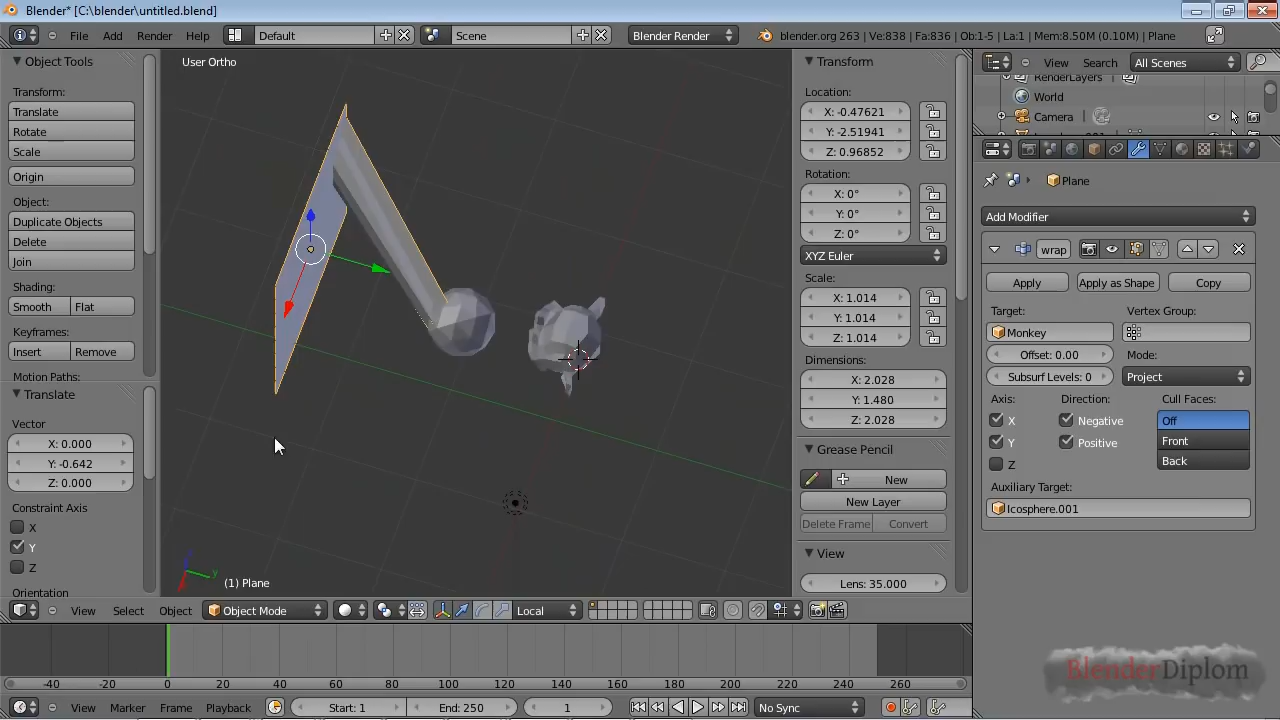 Blender* [C:\blender\untitled.blend]
File Add Render Help Default Scene Blender Render blender.org 263 | Ve:838 | Fa:836 | Ob:1-5 | La:1 | Mem:8.50M (0.10M) | Plane
Object Tools
Transform:
Translate
Rotate
Scale
Origin
Object:
Duplicate Objects
Delete
Join
Shading:
Smooth Flat
Keyframes:
Insert Remove
Motion Paths:
Translate
Vector
X: 0.000
Y: -0.642
Z: 0.000
Constraint Axis
X
Y
Z
Orientation
User Ortho
y
(1) Plane
Transform
Location:
X: -0.47621
Y: -2.51941
Z: 0.96852
Rotation:
X: 0°
Y: 0°
Z: 0°
XYZ Euler
Scale:
X: 1.014
Y: 1.014
Z: 1.014
Dimensions:
X: 2.028
Y: 1.480
Z: 2.028
Grease Pencil
New
New Layer
Delete Frame Convert
View
Lens: 35.000
View Search All Scenes
RenderLayers
World
Camera
Plane
Add Modifier
wrap
Apply Apply as Shape Copy
Target: Vertex Group:
Monkey
Offset: 0.00 Mode:
Subsurf Levels: 0 Project
Axis: Direction: Cull Faces:
X Negative Off
Y Positive Front
Z Back
Auxiliary Target:
Icosphere.001
View Select Object Object Mode Local
-40 -20 0 20 40 60 80 100 120 140 160 180 200 220 240 260
View Marker Frame Playback Start: 1 End: 250 1 No Sync
BlenderDiplom